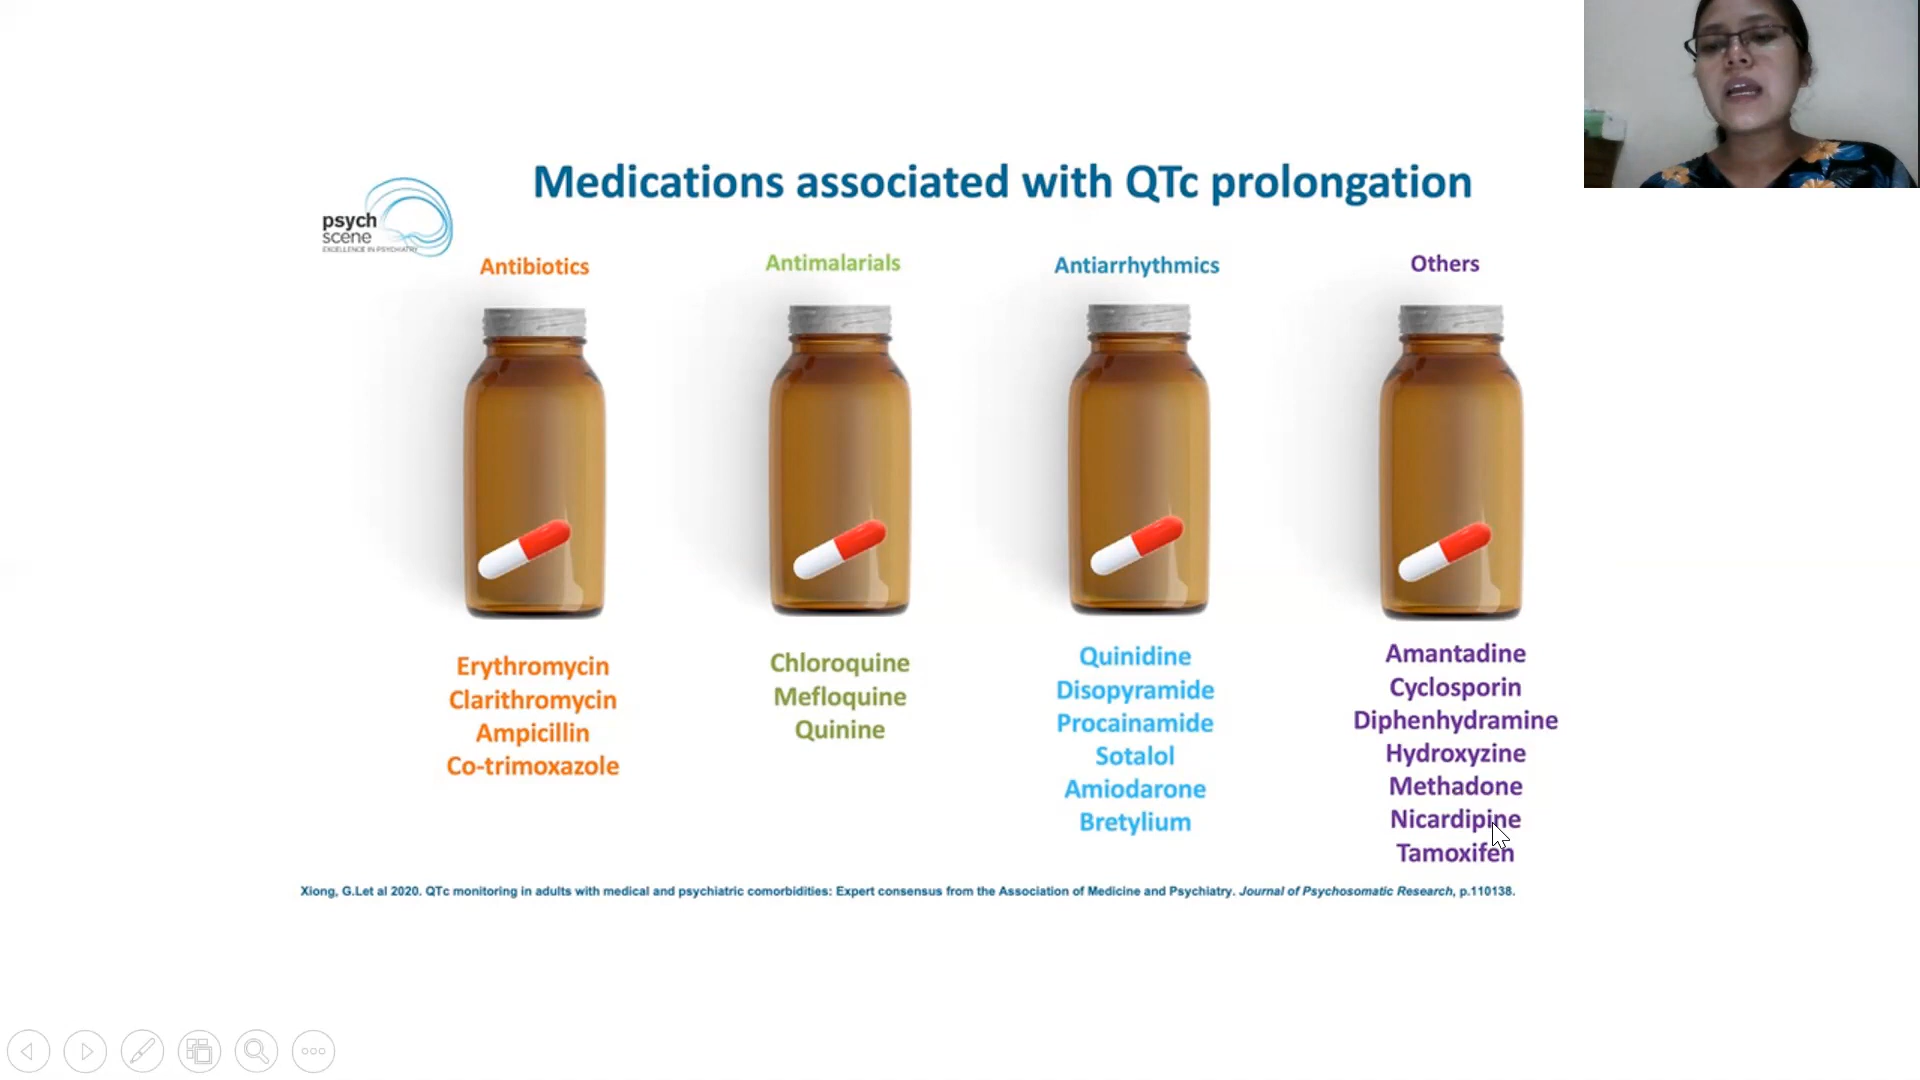 Medications associated with QTc prolongation
psych
scene
EXCELLENCE IN PSYCHIATRY
Antibiotics
Erythromycin
Clarithromycin
Ampicillin
Co-trimoxazole
Antimalarials
Chloroquine
Mefloquine
Quinine
Antiarrhythmics
Quinidine
Disopyramide
Procainamide
Sotalol
Amiodarone
Bretylium
Others
Amantadine
Cyclosporin
Diphenhydramine
Hydroxyzine
Methadone
Nicardipine
Tamoxifen
Xiong, G.Let al 2020. QTc monitoring in adults with medical and psychiatric comorbidities: Expert consensus from the Association of Medicine and Psychiatry. Journal of Psychosomatic Research, p.110138.